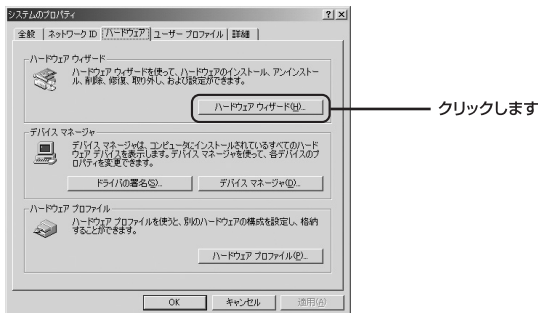 システムのプロパティ
全般 ネットワーク ID ハードウェア ユーザー プロファイル 詳細
ハードウェア ウィザード
ハードウェア ウィザードを使って、ハードウェアのインストール、アンインストー
ル、削除、修復、取り外し、および設定ができます。
ハードウェア ウィザード(H)...
クリックします
デバイス マネージャ
デバイス マネージャは、コンピュータにインストールされているすべてのハード
ウェア デバイスを表示します。デバイス マネージャを使って、各デバイスのプ
ロパティを変更できます。
ドライバの署名(S)... デバイス マネージャ(D)...
ハードウェア プロファイル
ハードウェア プロファイルを使うと、別のハードウェアの構成を設定し、格納
することができます。
ハードウェア プロファイル(P)...
OK キャンセル 適用(A)